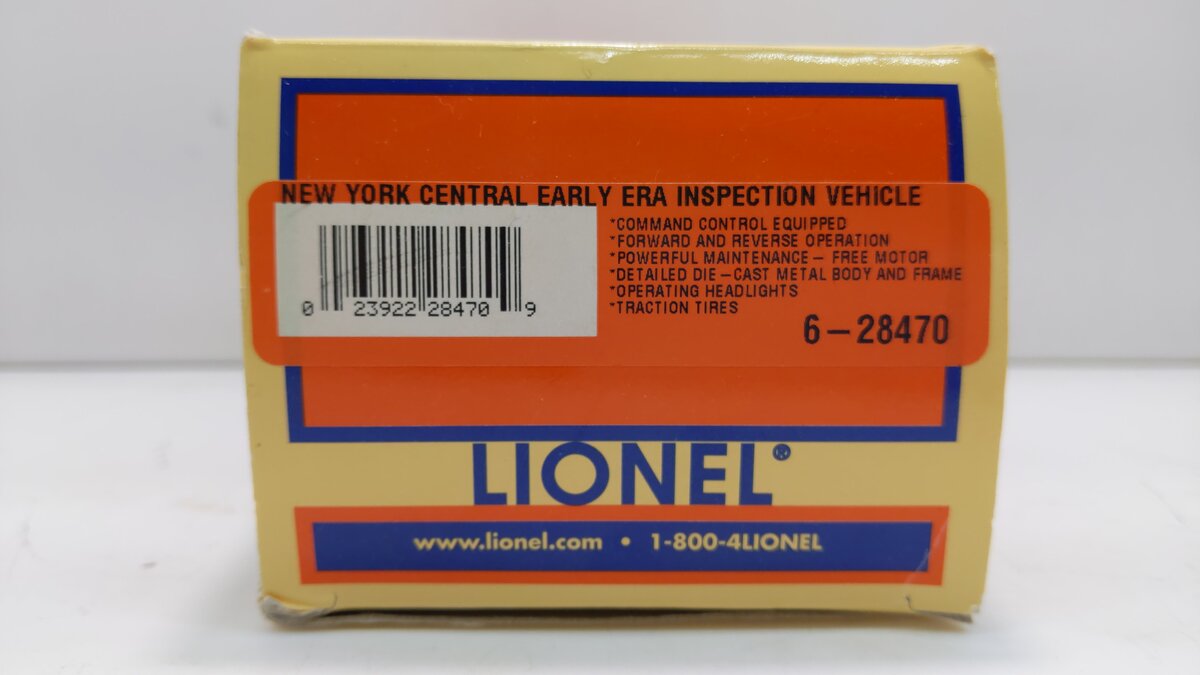 NEW YORK CENTRAL EARLY ERA INSPECTION VEHICLE
*COMMAND CONTROL EQUIPPED
*FORWARD AND REVERSE OPERATION
*POWERFUL MAINTENANCE— FREE MOTOR
*DETAILED DIE—CAST METAL BODY AND FRAME
*OPERATING HEADLIGHTS
*TRACTION TIRES
0 23922 28470 9
6—28470
LIONEL®
www.lionel.com • 1-800-4LIONEL